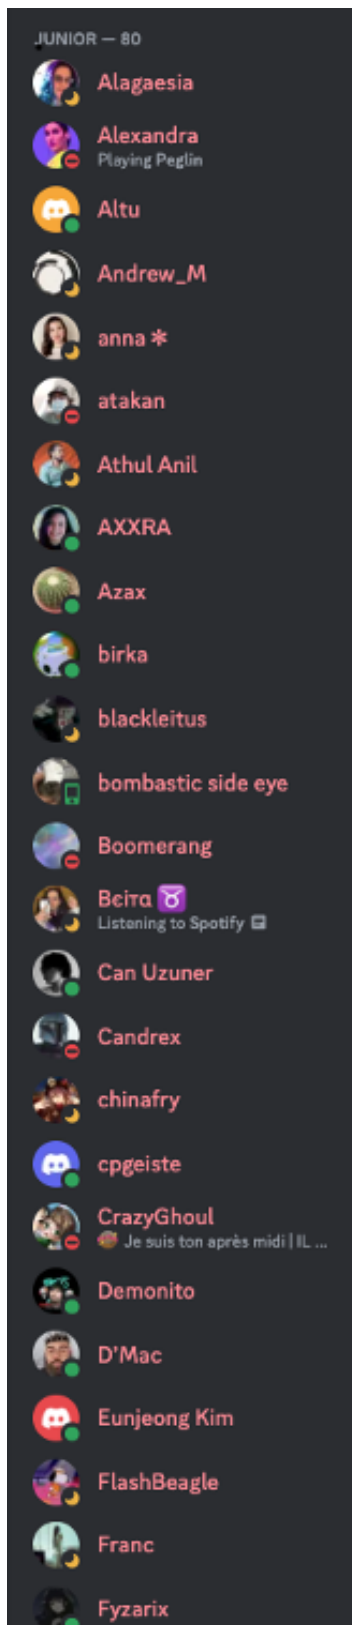 JUNIOR — 80
Alagaesia
Alexandra
Playing Peglin
Altu
Andrew_M
anna ✻
atakan
Athul Anil
AXXRA
Azax
birka
blackleitus
bombastic side eye
Boomerang
Bєiтα ♉
Listening to Spotify
Can Uzuner
Candrex
chinafry
cpgeiste
CrazyGhoul
Je suis ton après midi | IL ...
Demonito
D'Mac
Eunjeong Kim
FlashBeagle
Franc
Fyzarix